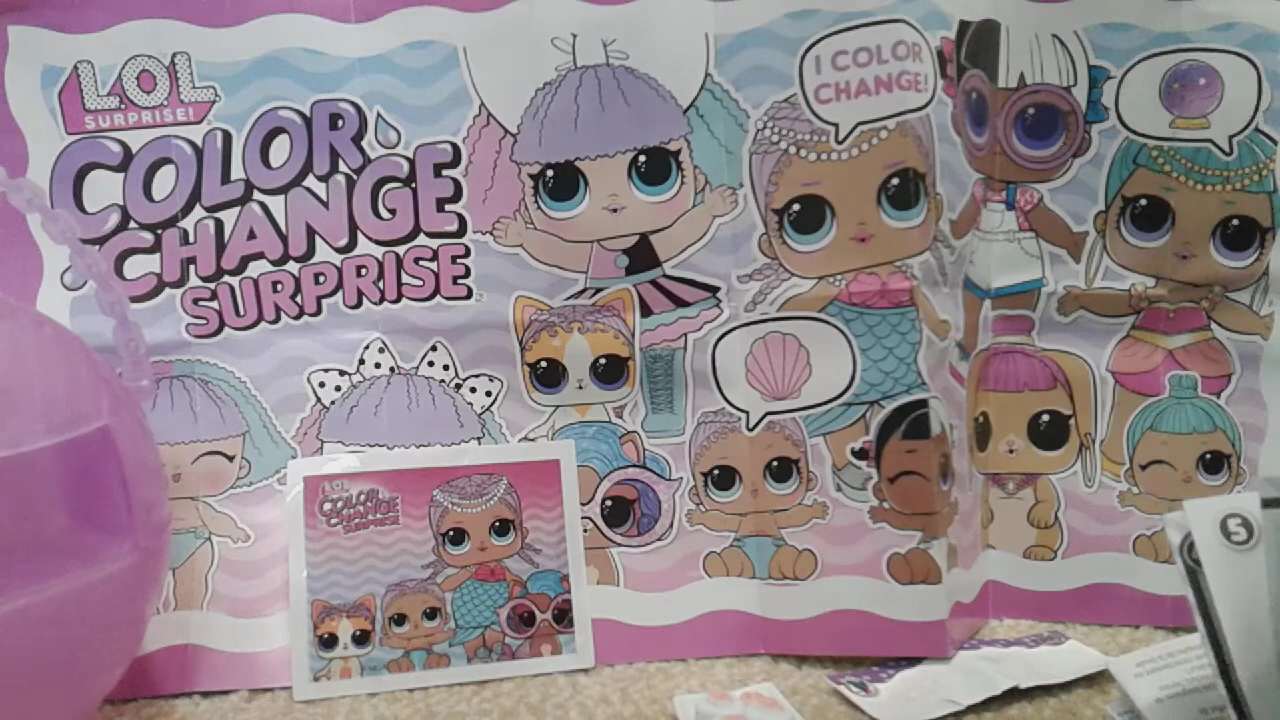 L.O.L.
SURPRISE!
COLOR
CHANGE
SURPRISE
I COLOR
CHANGE!
L.O.L.
COLOR
CHANGE
SURPRISE
5